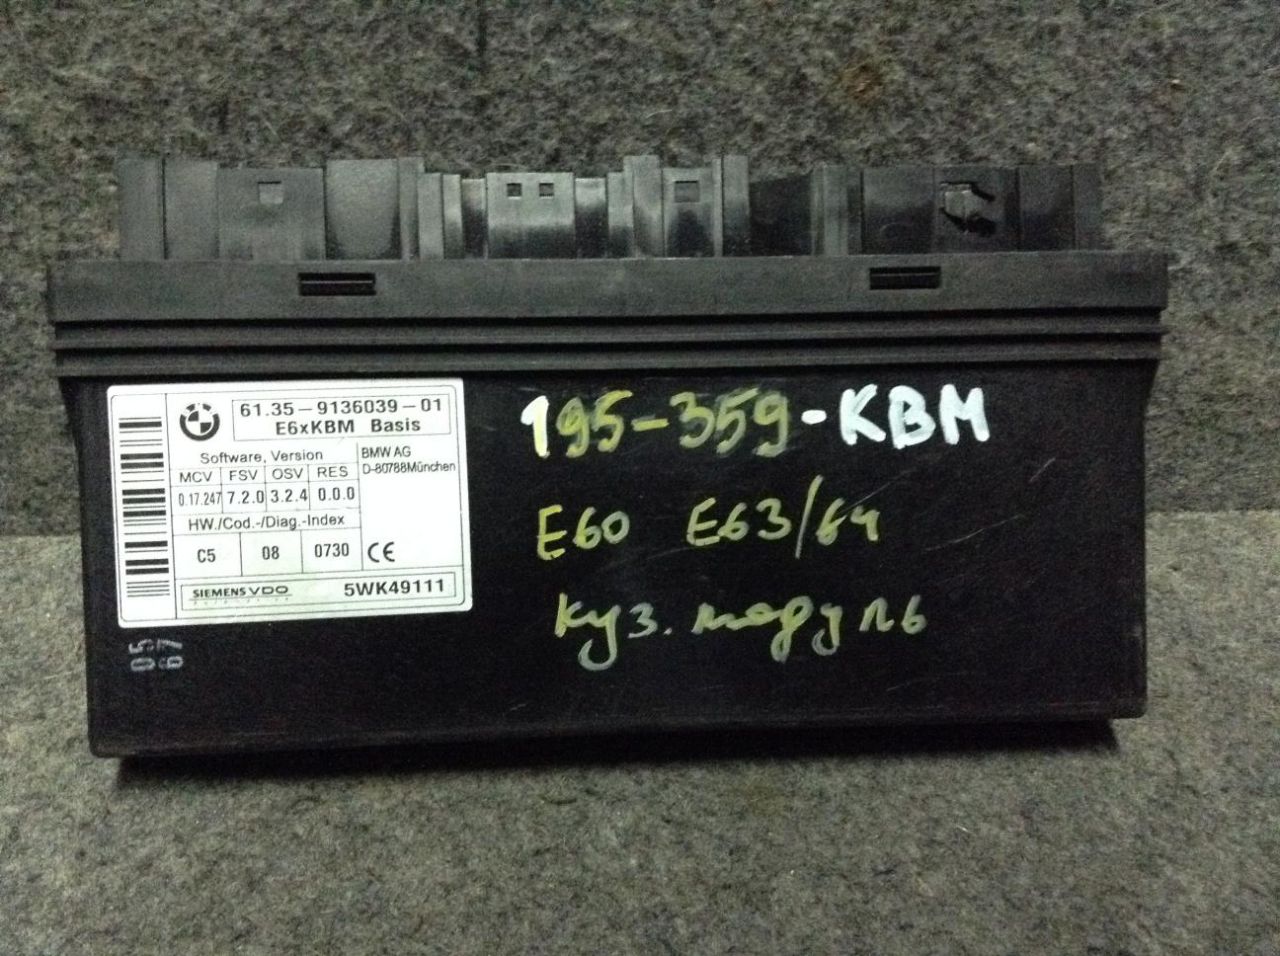 61.35-9136039-01
E6xKBM Basis
Software, Version
MCV FSV OSV RES
0.17.247 7.2.0 3.2.4 0.0.0
HW./Cod.-/Diag.-Index
C5 08 0730
BMW AG
D-80788München
CE
SIEMENS VDO
5WK49111
05
67
195-359-KBM
E60 E63/64
куз. модуль